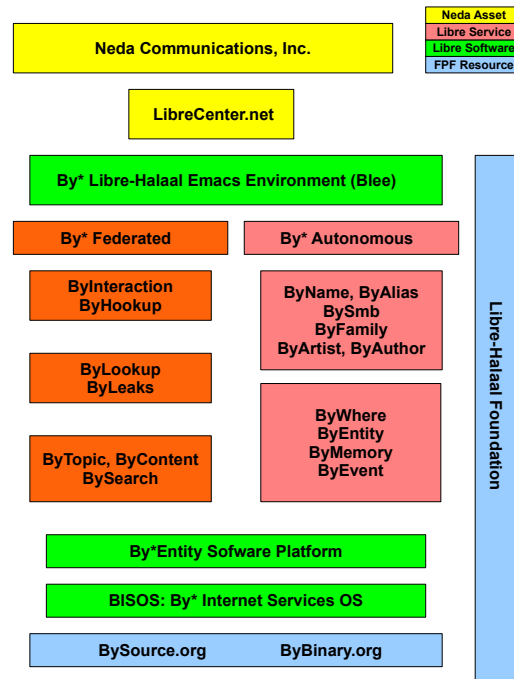 Neda Communications, Inc.
Neda Asset
Libre Service
Libre Software
FPF Resource
LibreCenter.net
By* Libre-Halaal Emacs Environment (Blee)
By* Federated
By* Autonomous
ByInteraction
ByHookup
ByName, ByAlias
BySmb
ByFamily
ByArtist, ByAuthor
ByLookup
ByLeaks
ByWhere
ByEntity
ByMemory
ByEvent
ByTopic, ByContent
BySearch
Libre-Halaal Foundation
By*Entity Sofware Platform
BISOS: By* Internet Services OS
BySource.org
ByBinary.org